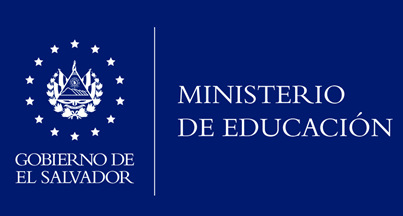 GOBIERNO DE
EL SALVADOR
MINISTERIO
DE EDUCACIÓN